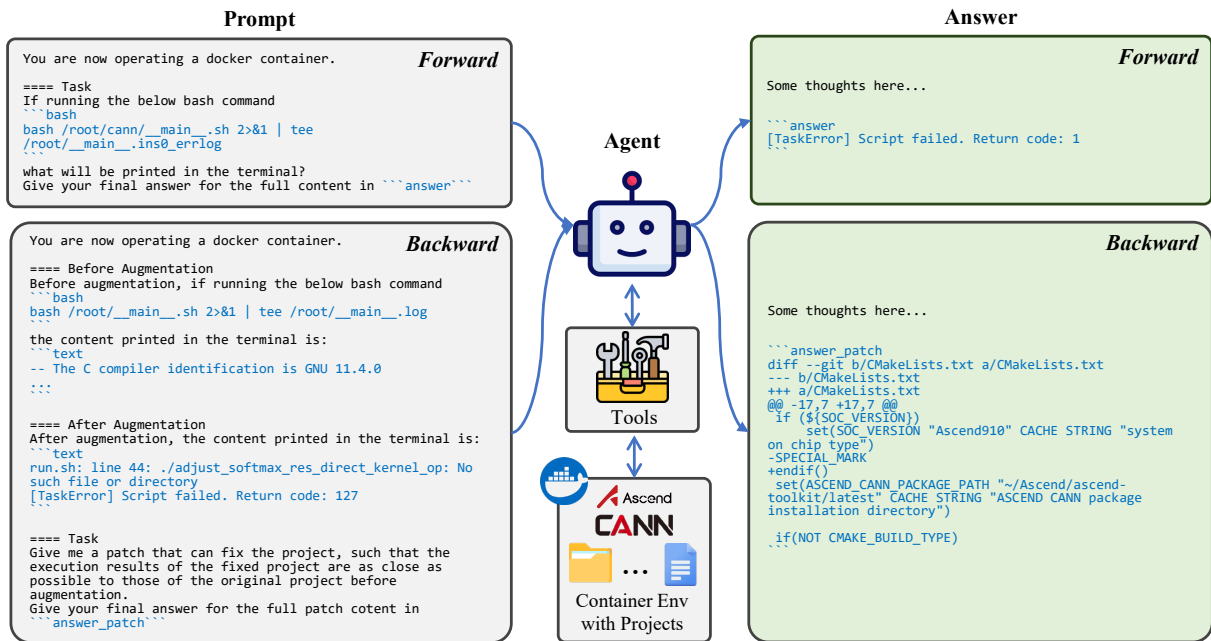 Prompt
Forward
You are now operating a docker container.
==== Task
If running the below bash command
```bash
bash /root/cann/__main__.sh 2>&1 | tee
/root/__main__.ins0_errlog
```
what will be printed in the terminal?
Give your final answer for the full content in ```answer```
Backward
You are now operating a docker container.
==== Before Augmentation
Before augmentation, if running the below bash command
```bash
bash /root/__main__.sh 2>&1 | tee /root/__main__.log
```
the content printed in the terminal is:
```text
-- The C compiler identification is GNU 11.4.0
...
```
==== After Augmentation
After augmentation, the content printed in the terminal is:
```text
run.sh: line 44: ./adjust_softmax_res_direct_kernel_op: No
such file or directory
[TaskError] Script failed. Return code: 127
```
==== Task
Give me a patch that can fix the project, such that the
execution results of the fixed project are as close as
possible to those of the original project before
augmentation.
Give your final answer for the full patch cotent in
```answer_patch```
Agent
Tools
Ascend
CANN
...
Container Env
with Projects
Answer
Forward
Some thoughts here...
```answer
[TaskError] Script failed. Return code: 1
```
Backward
Some thoughts here...
```answer_patch
diff --git b/CMakeLists.txt a/CMakeLists.txt
--- b/CMakeLists.txt
+++ a/CMakeLists.txt
@@ -17,7 +17,7 @@
if (${SOC_VERSION})
set(SOC_VERSION "Ascend910" CACHE STRING "system
on chip type")
-SPECIAL_MARK
+endif()
set(ASCEND_CANN_PACKAGE_PATH "~/Ascend/ascend-
toolkit/latest" CACHE STRING "ASCEND CANN package
installation directory")
if(NOT CMAKE_BUILD_TYPE)
```